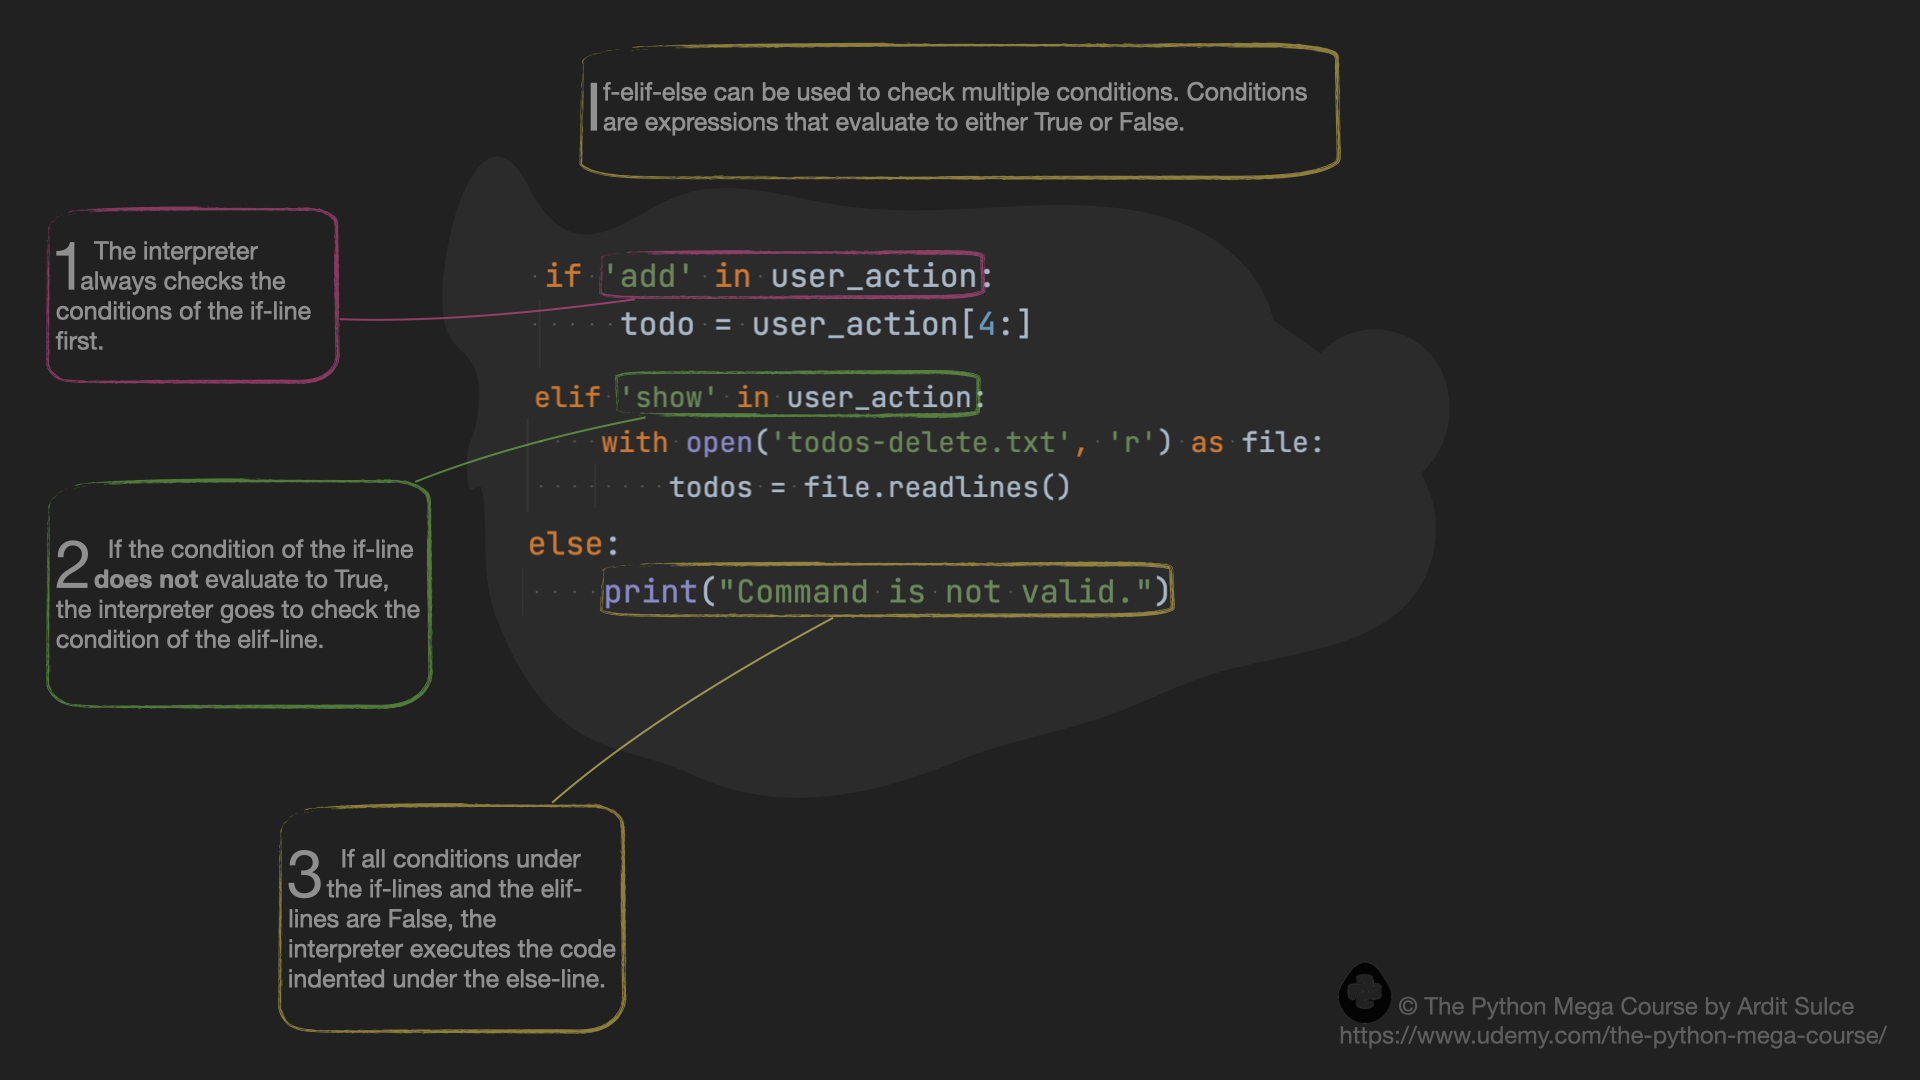 If-elif-else can be used to check multiple conditions. Conditions
are expressions that evaluate to either True or False.
1 The interpreter
always checks the
conditions of the if-line
first.
if 'add' in user_action:
todo = user_action[4:]
elif 'show' in user_action:
with open('todos-delete.txt', 'r') as file:
todos = file.readlines()
else:
print("Command is not valid.")
2 If the condition of the if-line
does not evaluate to True,
the interpreter goes to check the
condition of the elif-line.
3 If all conditions under
the if-lines and the elif-
lines are False, the
interpreter executes the code
indented under the else-line.
© The Python Mega Course by Ardit Sulce
https://www.udemy.com/the-python-mega-course/